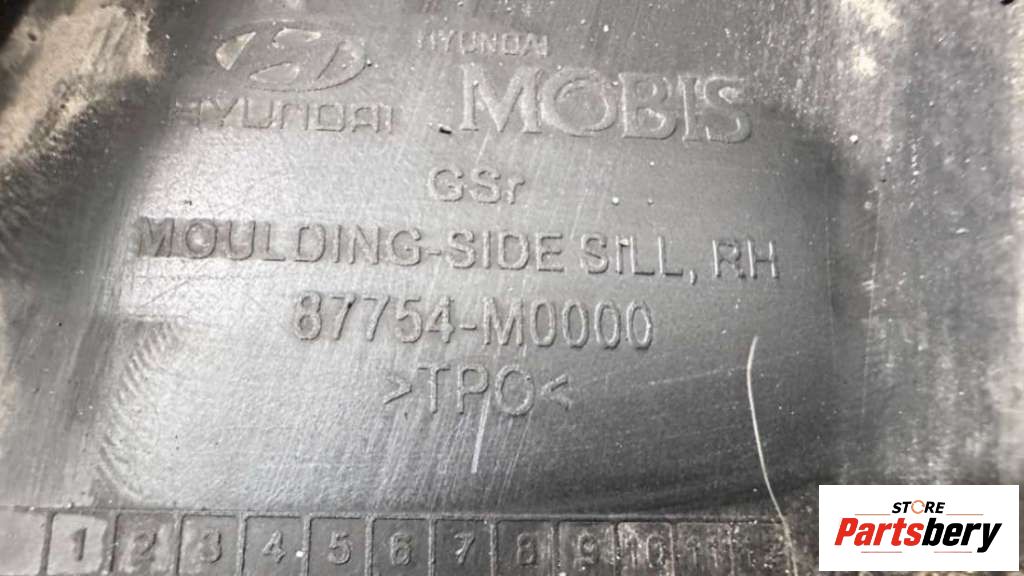 HYUNDAI
HYUNDAI
MOBIS
GSr
MOULDING-SIDE SILL, RH
87754-M0000
>TPO<
1 2 3 4 5 6 7 8 9 10 11 12
STORE
Partsbery